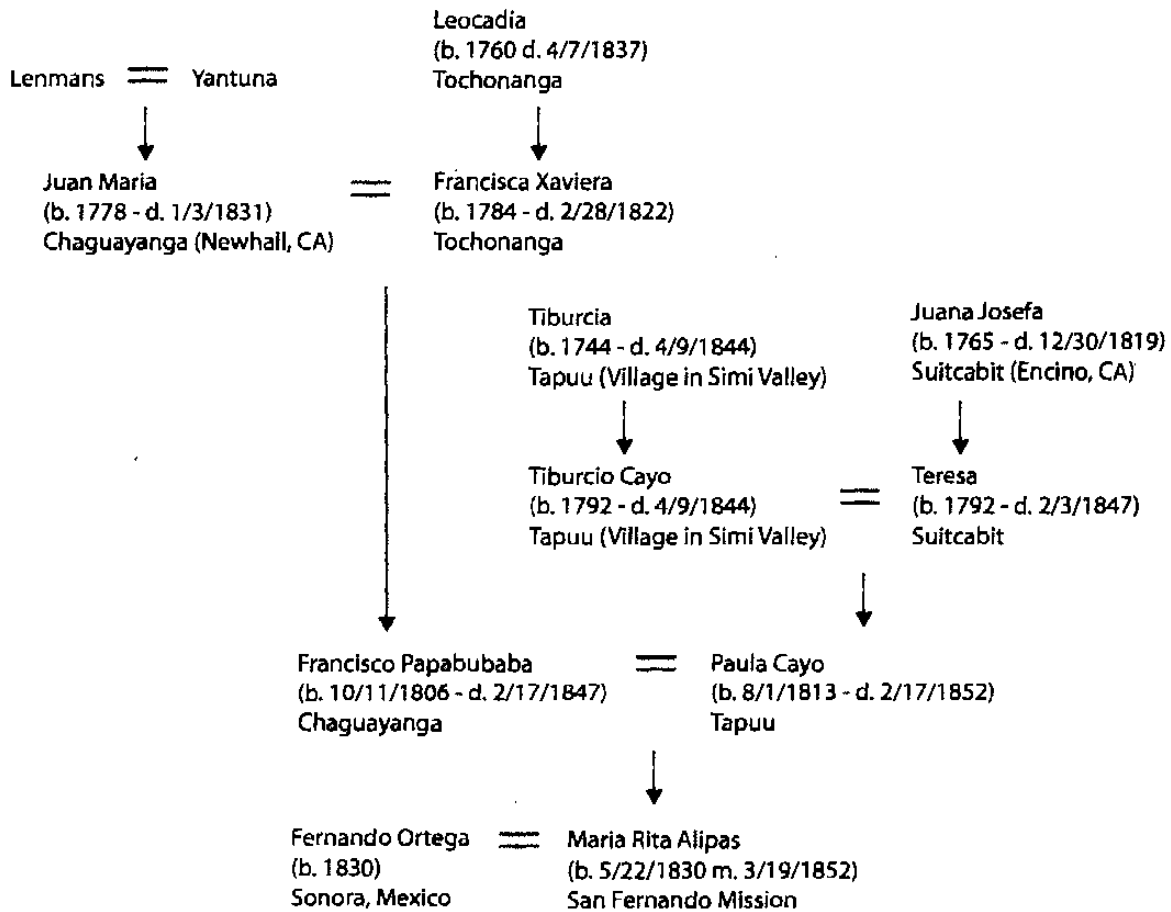 Leocadia
(b. 1760 d. 4/7/1837)
Tochonanga
Lenmans
Yantuna
Juan Maria
(b. 1778 - d. 1/3/1831)
Chaguayanga (Newhall, CA)
Francisca Xaviera
(b. 1784 - d. 2/28/1822)
Tochonanga
Tiburcia
(b. 1744 - d. 4/9/1844)
Tapuu (Village in Simi Valley)
Juana Josefa
(b. 1765 - d. 12/30/1819)
Suitcabit (Encino, CA)
Tiburcio Cayo
(b. 1792 - d. 4/9/1844)
Tapuu (Village in Simi Valley)
Teresa
(b. 1792 - d. 2/3/1847)
Suitcabit
Francisco Papabubaba
(b. 10/11/1806 - d. 2/17/1847)
Chaguayanga
Paula Cayo
(b. 8/1/1813 - d. 2/17/1852)
Tapuu
Fernando Ortega
(b. 1830)
Sonora, Mexico
Maria Rita Alipas
(b. 5/22/1830 m. 3/19/1852)
San Fernando Mission